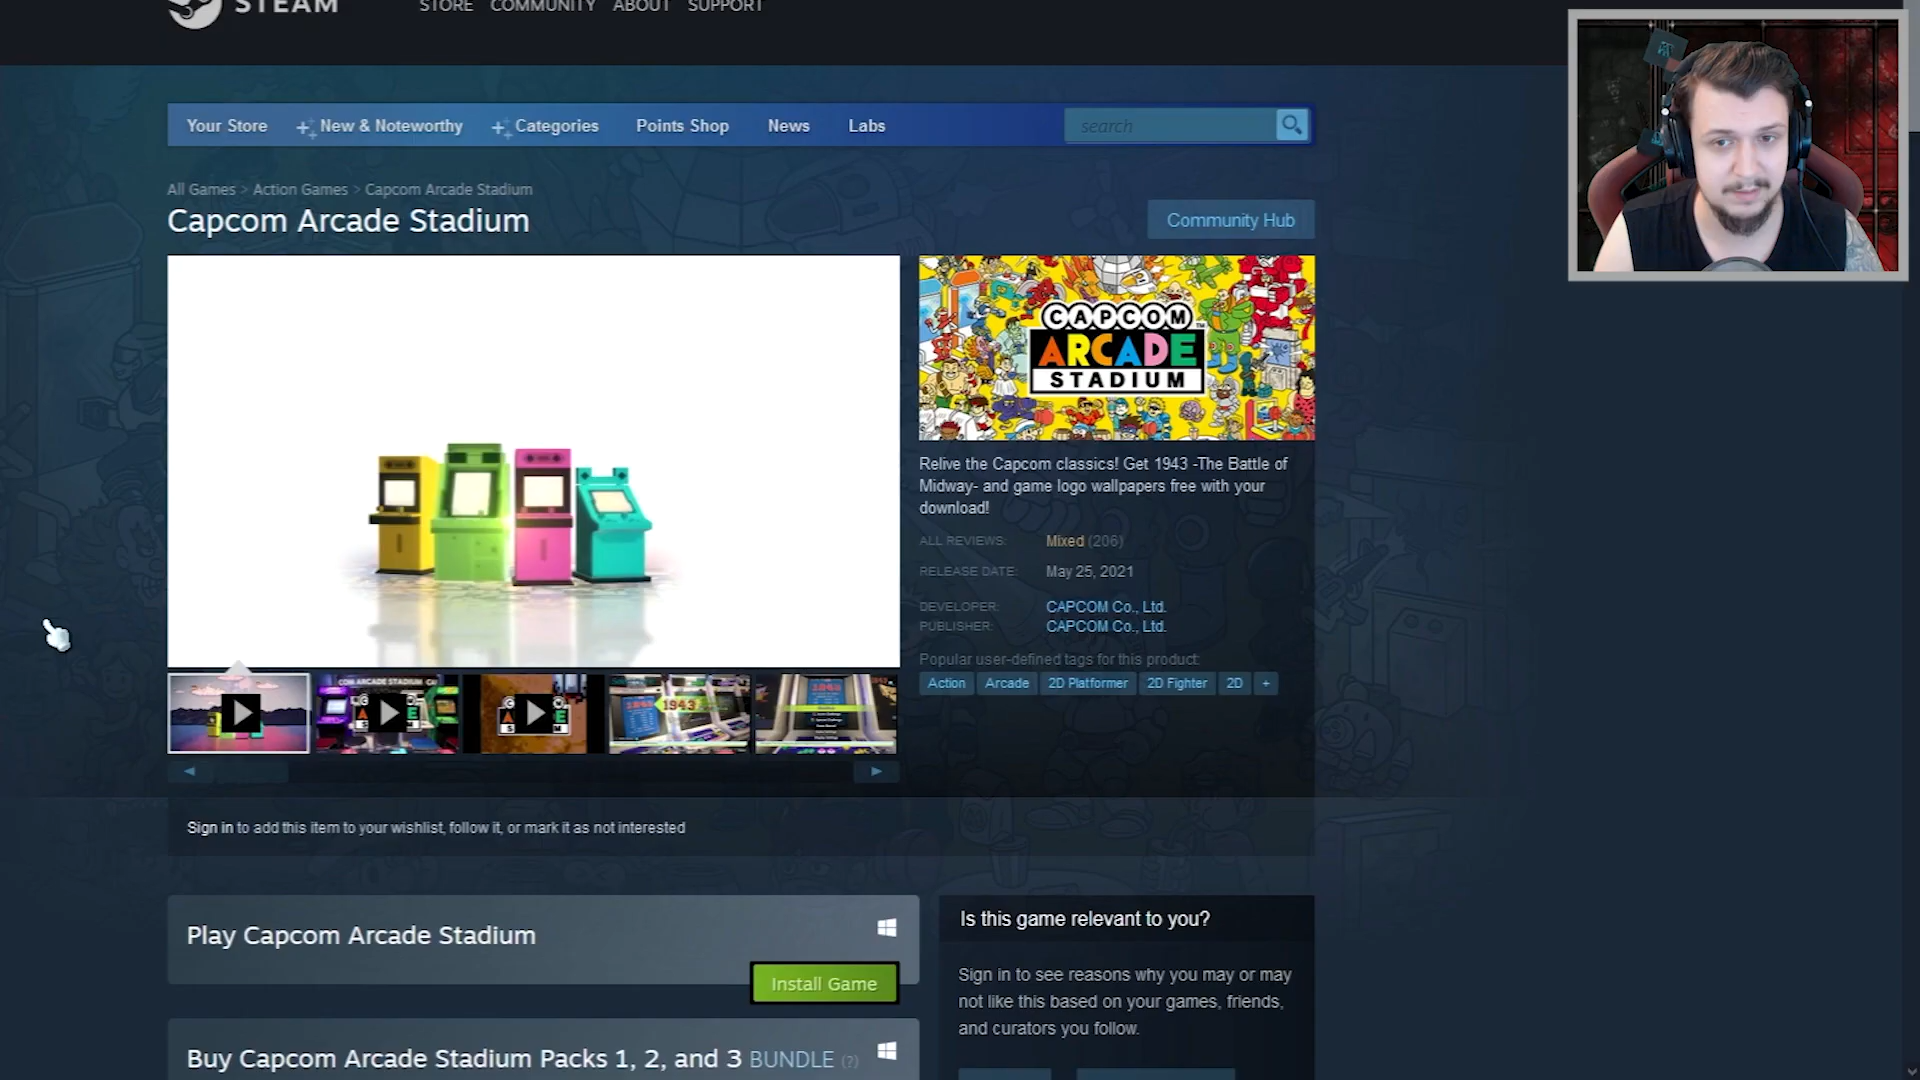 STEAM
STORE COMMUNITY ABOUT SUPPORT
Your Store
New & Noteworthy
Categories
Points Shop
News
Labs
search
All Games > Action Games > Capcom Arcade Stadium
Capcom Arcade Stadium
Community Hub
CAPCOM
ARCADE
STADIUM
Relive the Capcom classics! Get 1943 -The Battle of
Midway- and game logo wallpapers free with your
download!
ALL REVIEWS: Mixed (206)
RELEASE DATE: May 25, 2021
DEVELOPER: CAPCOM Co., Ltd.
PUBLISHER: CAPCOM Co., Ltd.
Popular user-defined tags for this product:
Action Arcade 2D Platformer 2D Fighter 2D +
1943
Sign in to add this item to your wishlist, follow it, or mark it as not interested
Play Capcom Arcade Stadium
Install Game
Buy Capcom Arcade Stadium Packs 1, 2, and 3 BUNDLE (?)
Is this game relevant to you?
Sign in to see reasons why you may or may
not like this based on your games, friends,
and curators you follow.